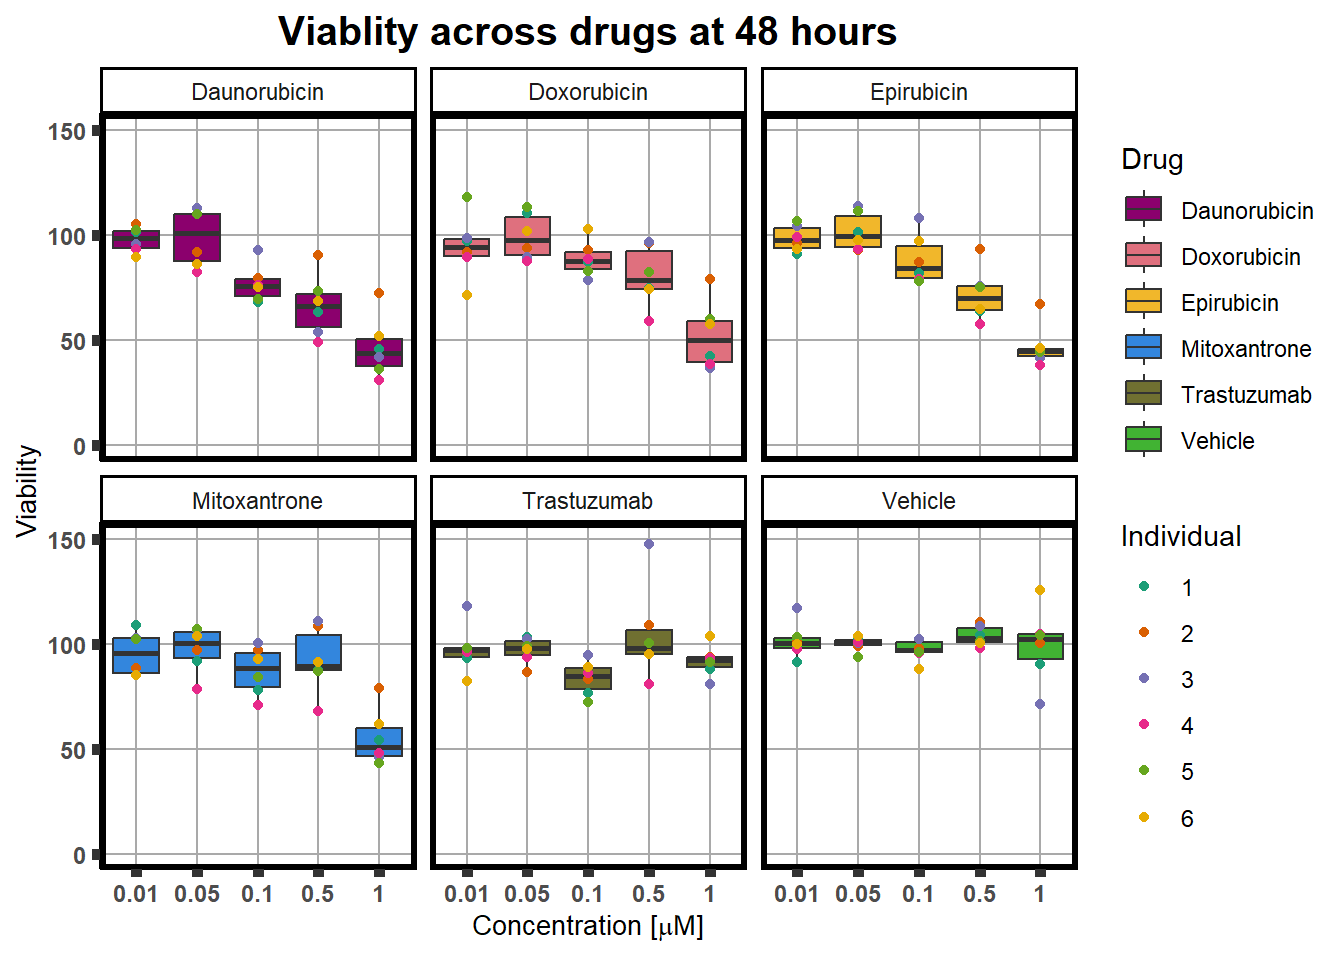 Viablity across drugs at 48 hours
Daunorubicin
Doxorubicin
Epirubicin
150
100
50
0
Mitoxantrone
Trastuzumab
Vehicle
150
100
50
0
0.01 0.05 0.1 0.5 1
0.01 0.05 0.1 0.5 1
0.01 0.05 0.1 0.5 1
Concentration [μM]
Viability
Drug
Daunorubicin
Doxorubicin
Epirubicin
Mitoxantrone
Trastuzumab
Vehicle
Individual
1
2
3
4
5
6